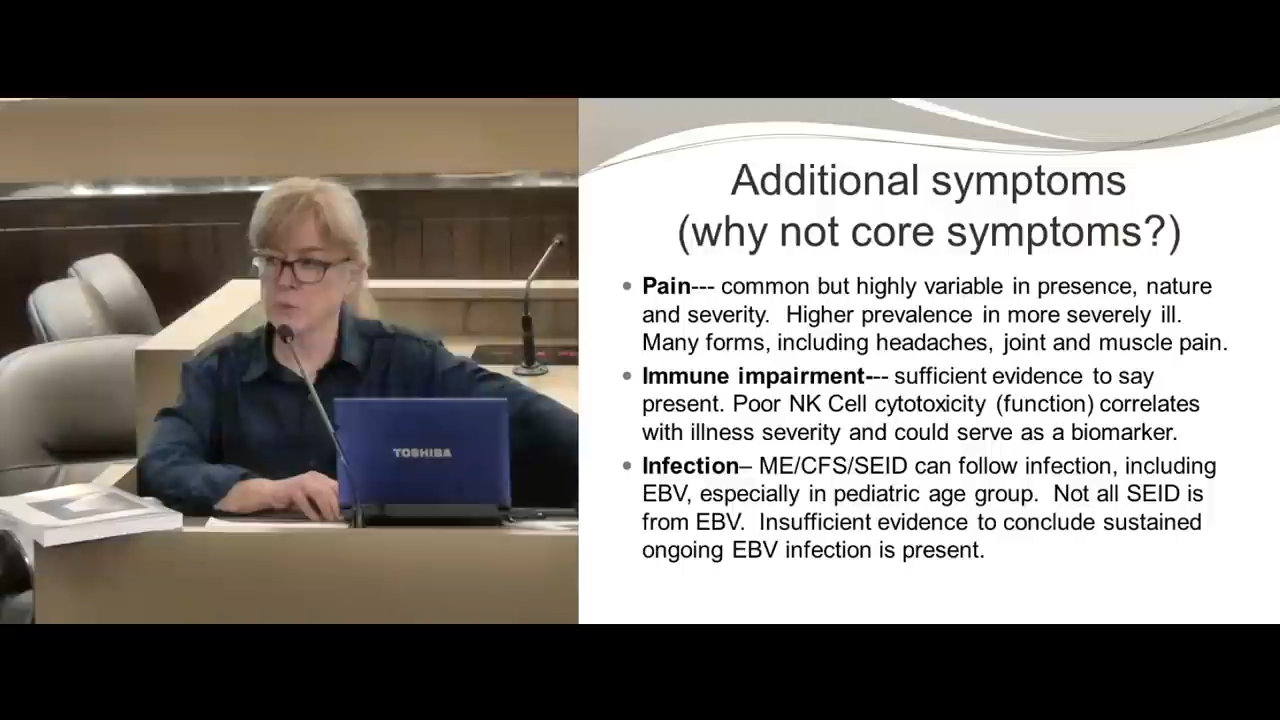 TOSHIBA
Additional symptoms
(why not core symptoms?)
• Pain--- common but highly variable in presence, nature
and severity.  Higher prevalence in more severely ill.
Many forms, including headaches, joint and muscle pain.
• Immune impairment--- sufficient evidence to say
present. Poor NK Cell cytotoxicity (function) correlates
with illness severity and could serve as a biomarker.
• Infection– ME/CFS/SEID can follow infection, including
EBV, especially in pediatric age group.  Not all SEID is
from EBV.  Insufficient evidence to conclude sustained
ongoing EBV infection is present.